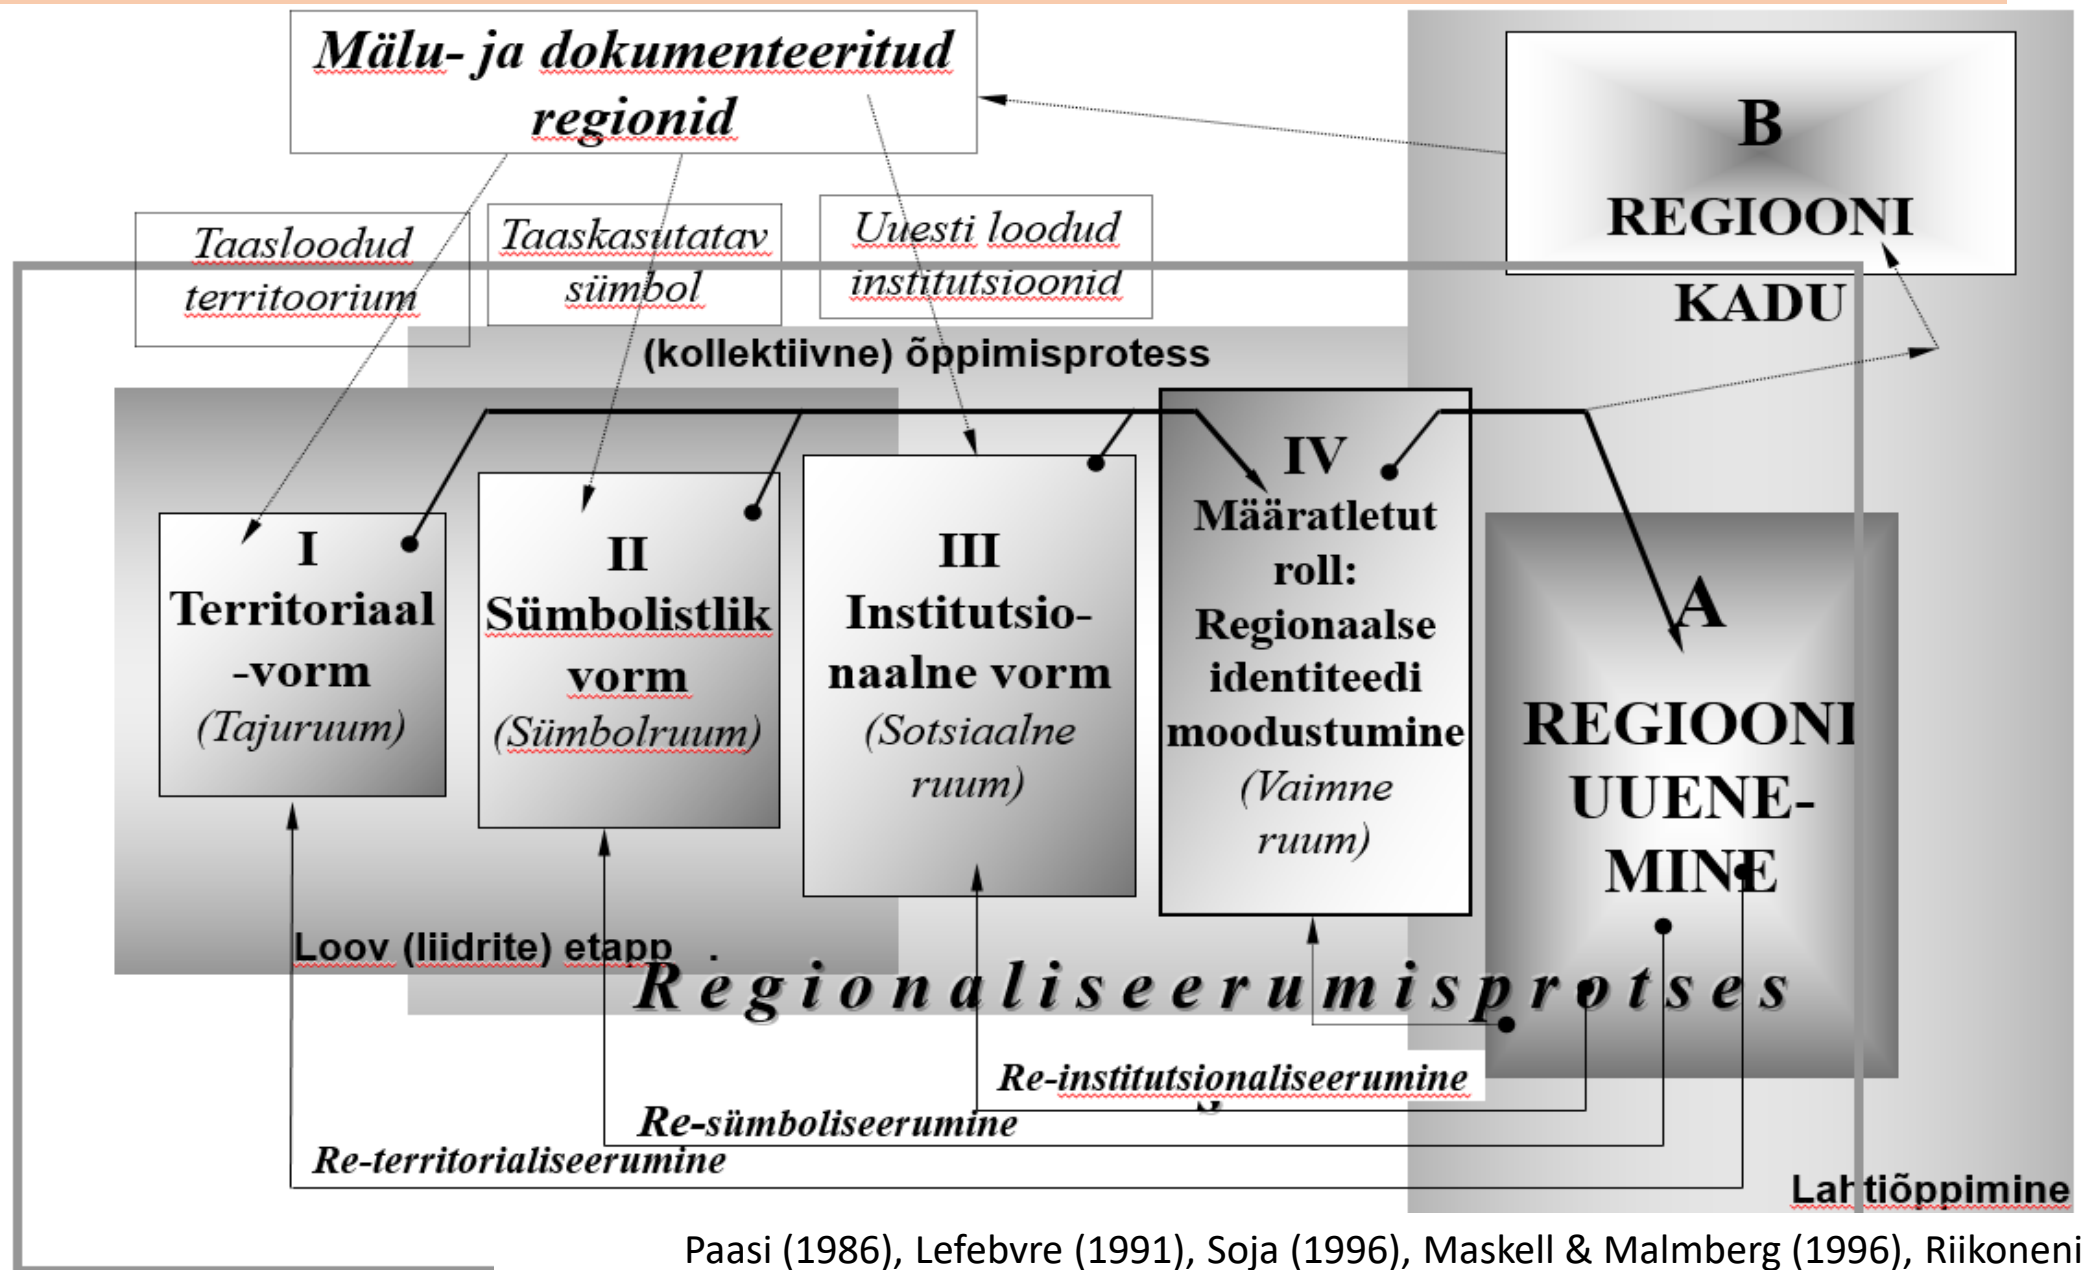 Mälu- ja dokumenteeritud
regionid
B
REGIOONI
KADU
Taasloodud
territoorium
Taaskasutatav
sümbol
Uuesti loodud
institutsioonid
(kollektiivne) õppimisprotess
I
Territoriaal
-vorm
(Tajuruum)
II
Sümbolistlik
vorm
(Sümbolruum)
III
Institutsio-
naalne vorm
(Sotsiaalne
ruum)
IV
Määratletut
roll:
Regionaalse
identiteedi
moodustumine
(Vaimne
ruum)
A
REGIOONI
UUENE-
MINE
Loov (liidrite) etapp .
Regionaliseerumisprotses
Re-institutsionaliseerumine
Re-sümboliseerumine
Re-territorialiseerumine
Lahtiõppimine
Paasi (1986), Lefebvre (1991), Soja (1996), Maskell & Malmberg (1996), Riikoneni